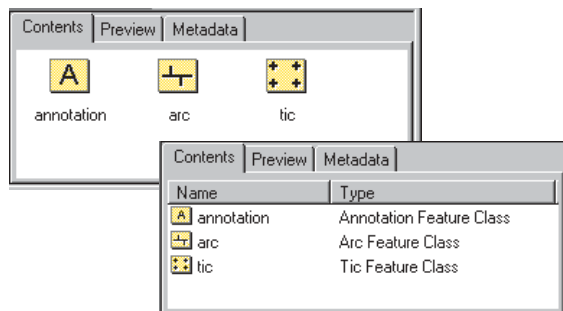 Contents Preview Metadata
A A
annotation arc tic
Contents Preview Metadata
Name Type
A annotation Annotation Feature Class
arc Arc Feature Class
tic Tic Feature Class